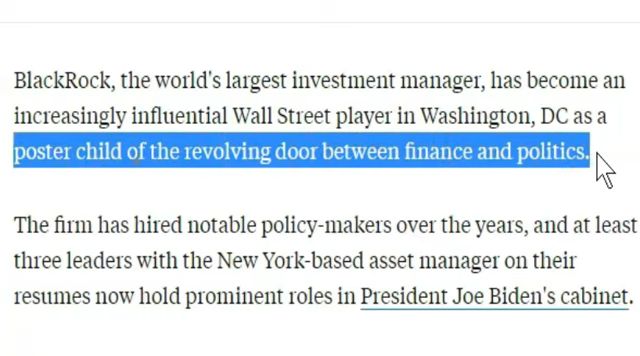 BlackRock, the world's largest investment manager, has become an
increasingly influential Wall Street player in Washington, DC as a
poster child of the revolving door between finance and politics.
The firm has hired notable policy-makers over the years, and at least
three leaders with the New York-based asset manager on their
resumes now hold prominent roles in President Joe Biden's cabinet.